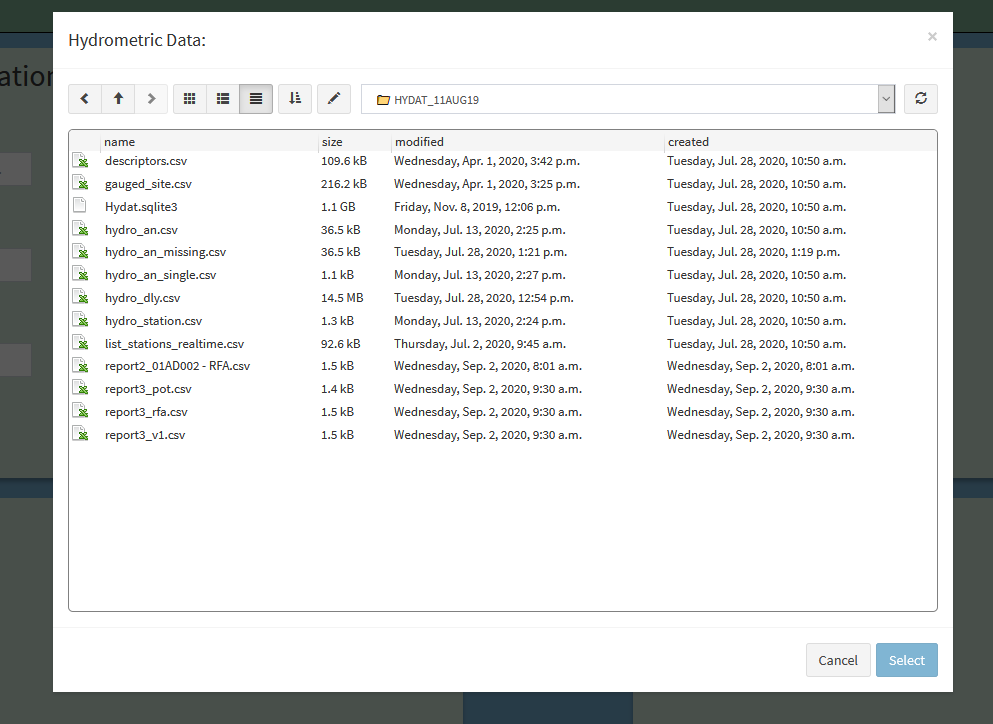 Hydrometric Data:
×
ation
HYDAT_11AUG19
name size modified created
descriptors.csv 109.6 kB Wednesday, Apr. 1, 2020, 3:42 p.m. Tuesday, Jul. 28, 2020, 10:50 a.m.
gauged_site.csv 216.2 kB Wednesday, Apr. 1, 2020, 3:25 p.m. Tuesday, Jul. 28, 2020, 10:50 a.m.
Hydat.sqlite3 1.1 GB Friday, Nov. 8, 2019, 12:06 p.m. Tuesday, Jul. 28, 2020, 10:50 a.m.
hydro_an.csv 36.5 kB Monday, Jul. 13, 2020, 2:25 p.m. Tuesday, Jul. 28, 2020, 10:50 a.m.
hydro_an_missing.csv 36.5 kB Tuesday, Jul. 28, 2020, 1:21 p.m. Tuesday, Jul. 28, 2020, 1:19 p.m.
hydro_an_single.csv 1.1 kB Monday, Jul. 13, 2020, 2:27 p.m. Tuesday, Jul. 28, 2020, 10:50 a.m.
hydro_dly.csv 14.5 MB Tuesday, Jul. 28, 2020, 12:54 p.m. Tuesday, Jul. 28, 2020, 10:50 a.m.
hydro_station.csv 1.3 kB Monday, Jul. 13, 2020, 2:24 p.m. Tuesday, Jul. 28, 2020, 10:50 a.m.
list_stations_realtime.csv 92.6 kB Thursday, Jul. 2, 2020, 9:45 a.m. Tuesday, Jul. 28, 2020, 10:50 a.m.
report2_01AD002 - RFA.csv 1.5 kB Wednesday, Sep. 2, 2020, 8:01 a.m. Wednesday, Sep. 2, 2020, 8:01 a.m.
report3_pot.csv 1.4 kB Wednesday, Sep. 2, 2020, 9:30 a.m. Wednesday, Sep. 2, 2020, 9:30 a.m.
report3_rfa.csv 1.5 kB Wednesday, Sep. 2, 2020, 9:30 a.m. Wednesday, Sep. 2, 2020, 9:30 a.m.
report3_v1.csv 1.5 kB Wednesday, Sep. 2, 2020, 9:30 a.m. Wednesday, Sep. 2, 2020, 9:30 a.m.
Cancel Select